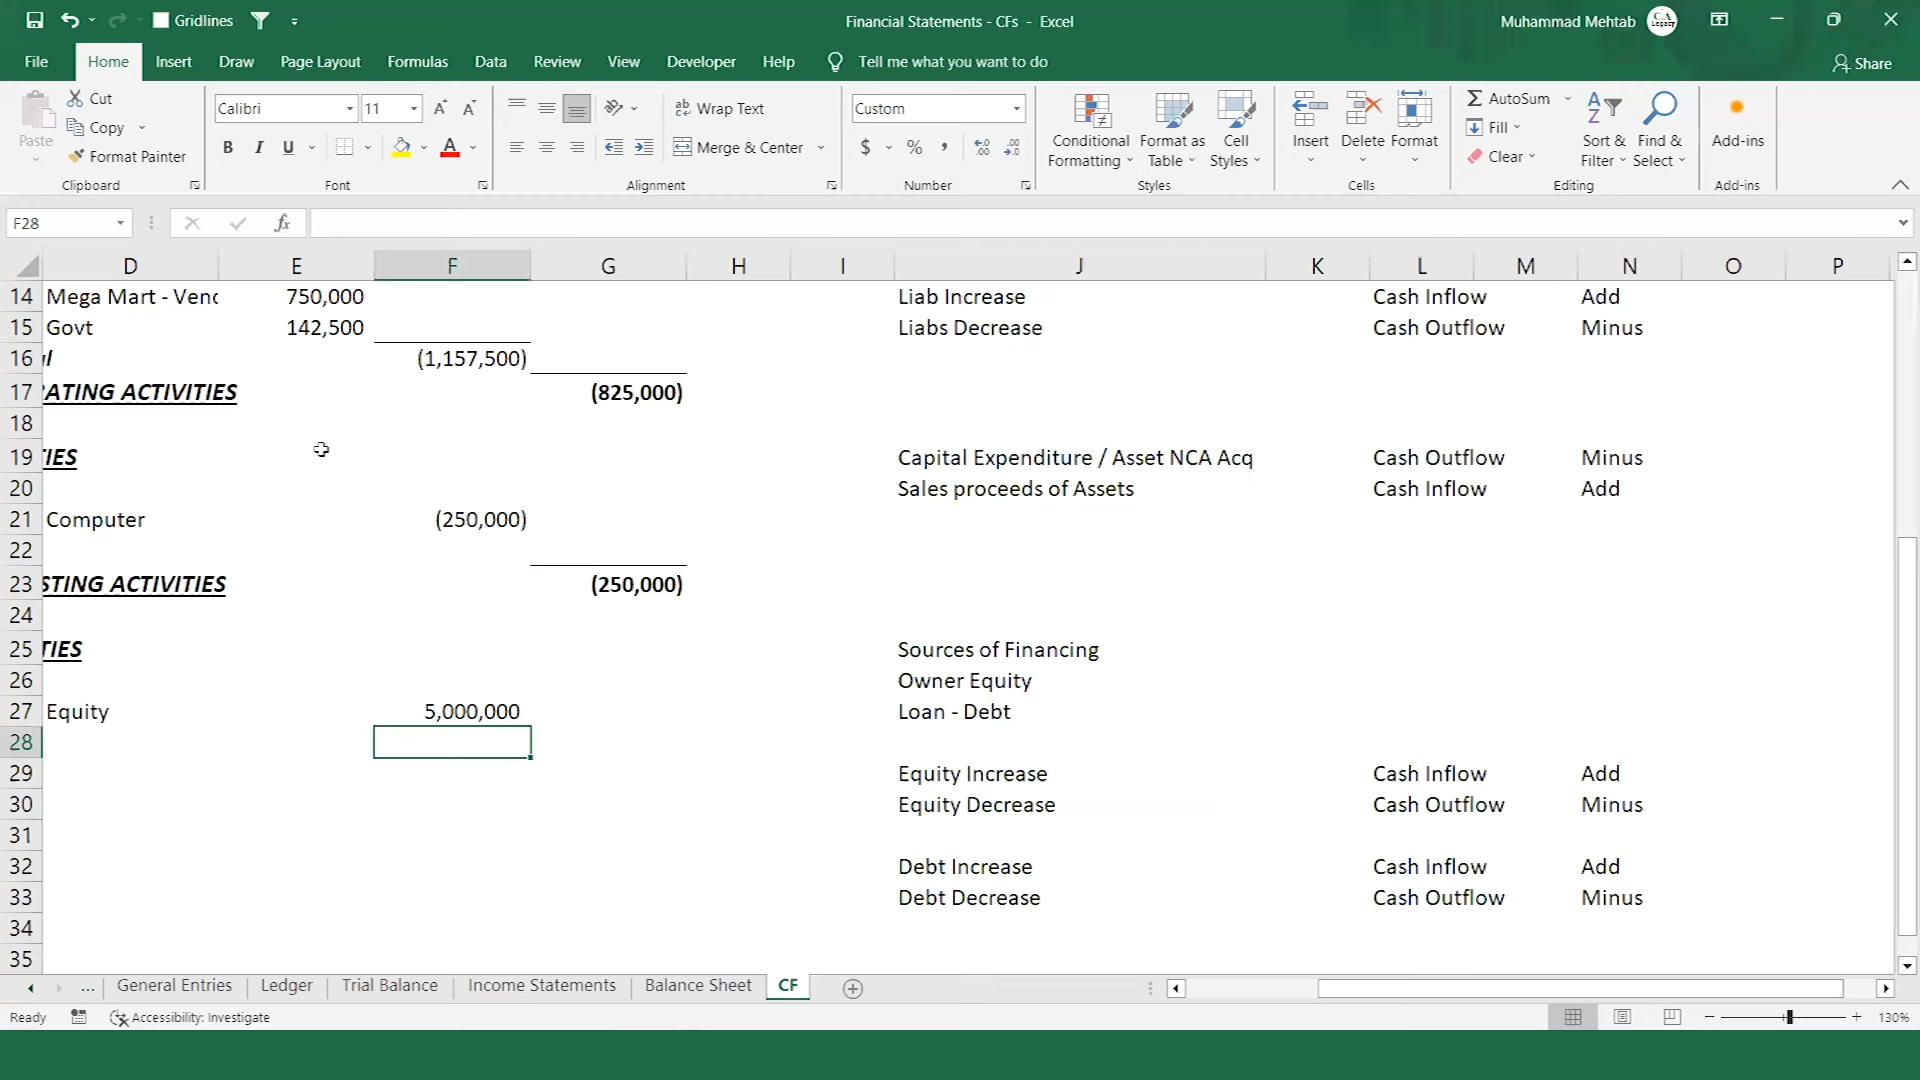 Gridlines
Financial Statements - CFs - Excel
Muhammad Mehtab
File Home Insert Draw Page Layout Formulas Data Review View Developer Help Tell me what you want to do Share
Paste
Cut
Copy
Format Painter
Clipboard
Calibri 11
B I U A
Font
Wrap Text
Merge & Center
Alignment
Custom
$ % ,
Number
Conditional Formatting
Format as Table
Cell Styles
Styles
Insert Delete Format
Cells
AutoSum
Fill
Clear
Sort & Filter
Find & Select
Editing
Add-ins
Add-ins
F28 fx
D E F G H I J K L M N O P
14 Mega Mart - Venc 750,000 Liab Increase Cash Inflow Add
15 Govt 142,500 Liabs Decrease Cash Outflow Minus
16 (1,157,500)
17 ATING ACTIVITIES (825,000)
18
19 IES Capital Expenditure / Asset NCA Acq Cash Outflow Minus
20 Sales proceeds of Assets Cash Inflow Add
21 Computer (250,000)
22
23 STING ACTIVITIES (250,000)
24
25 TIES Sources of Financing
26 Owner Equity
27 Equity 5,000,000 Loan - Debt
28
29 Equity Increase Cash Inflow Add
30 Equity Decrease Cash Outflow Minus
31
32 Debt Increase Cash Inflow Add
33 Debt Decrease Cash Outflow Minus
34
35
... General Entries Ledger Trial Balance Income Statements Balance Sheet CF
Ready Accessibility: Investigate 130%